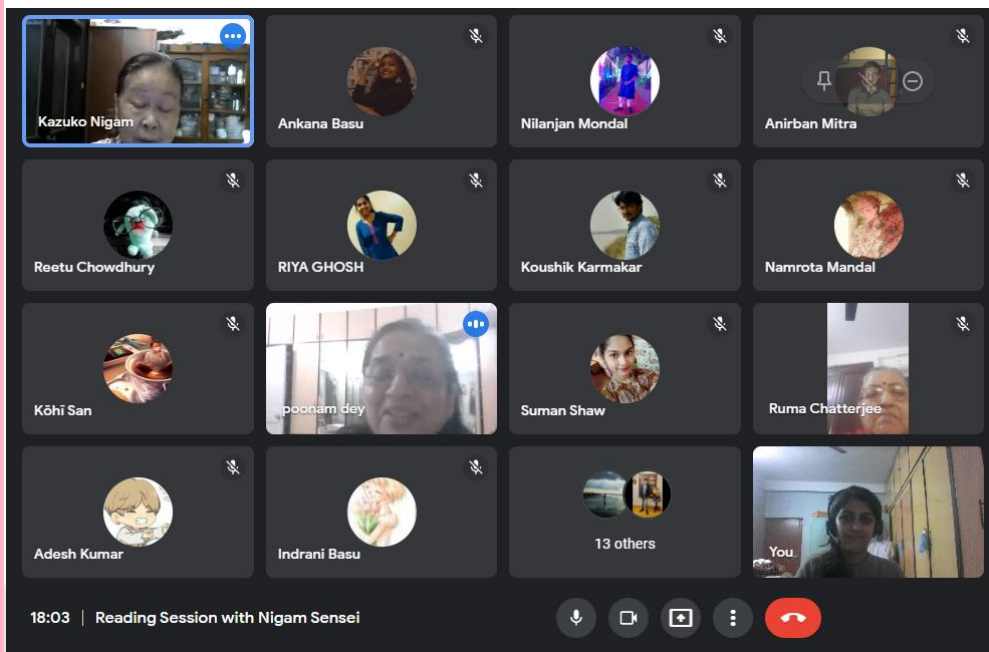 Kazuko Nigam
Ankana Basu
Nilanjan Mondal
Anirban Mitra
Reetu Chowdhury
RIYA GHOSH
Koushik Karmakar
Namrota Mandal
Kōhī San
poonam dey
Suman Shaw
Ruma Chatterjee
Adesh Kumar
Indrani Basu
13 others
You
18:03 | Reading Session with Nigam Sensei